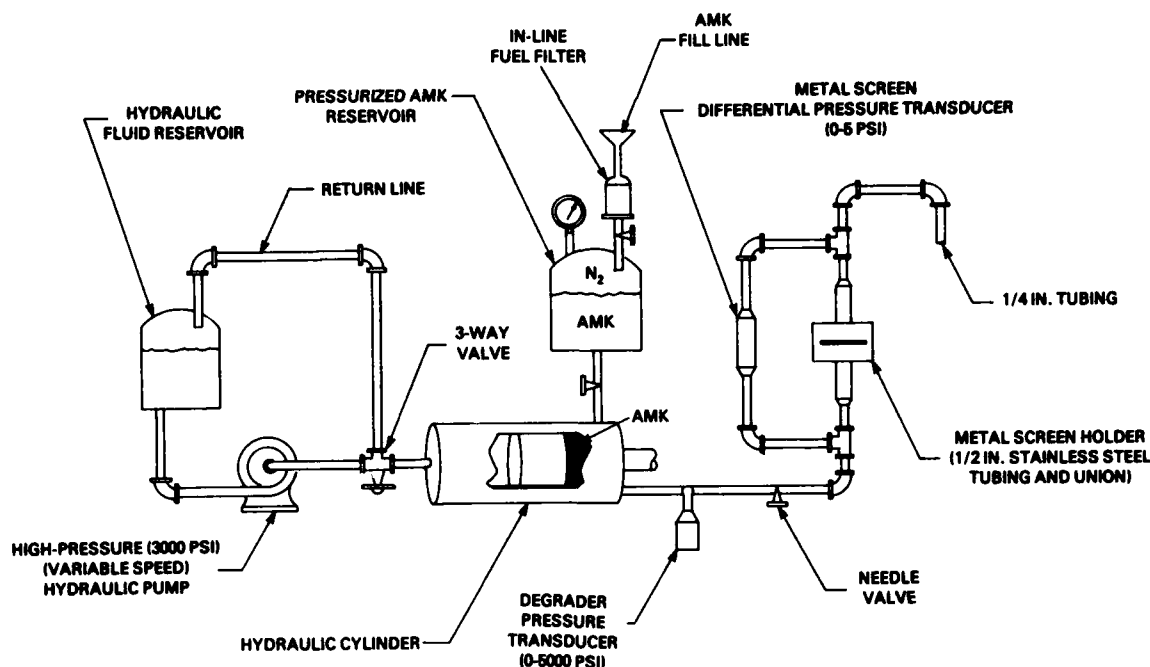 AMK
FILL LINE
IN-LINE
FUEL FILTER
METAL SCREEN
DIFFERENTIAL PRESSURE TRANSDUCER
(0-5 PSI)
HYDRAULIC
FLUID RESERVOIR
PRESSURIZED AMK
RESERVOIR
RETURN LINE
N2
AMK
1/4 IN. TUBING
3-WAY
VALVE
AMK
METAL SCREEN HOLDER
(1/2 IN. STAINLESS STEEL
TUBING AND UNION)
HIGH-PRESSURE (3000 PSI)
(VARIABLE SPEED)
HYDRAULIC PUMP
HYDRAULIC CYLINDER
DEGRADER
PRESSURE
TRANSDUCER
(0-5000 PSI)
NEEDLE
VALVE